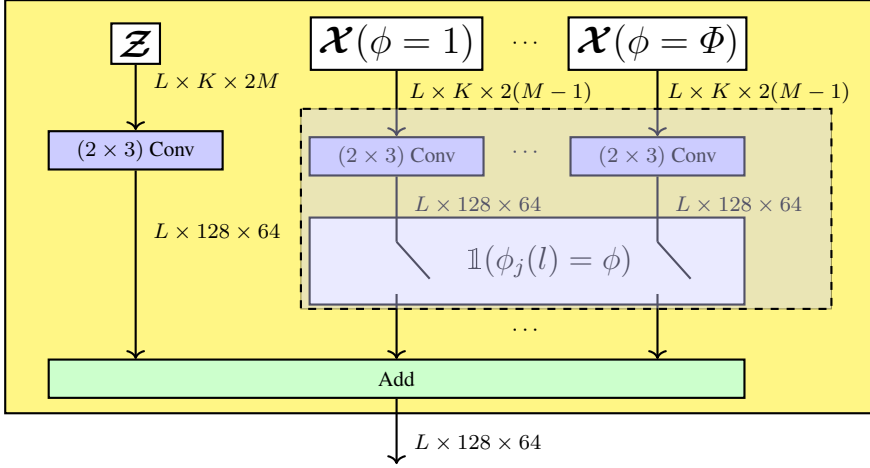 𝓩 𝓧(ϕ = 1) ··· 𝓧(ϕ = Φ)
L × K × 2M L × K × 2(M − 1) L × K × 2(M − 1)
(2 × 3) Conv (2 × 3) Conv ··· (2 × 3) Conv
L × 128 × 64 L × 128 × 64 L × 128 × 64
𝟙(ϕ_j(l) = ϕ)
···
Add
L × 128 × 64